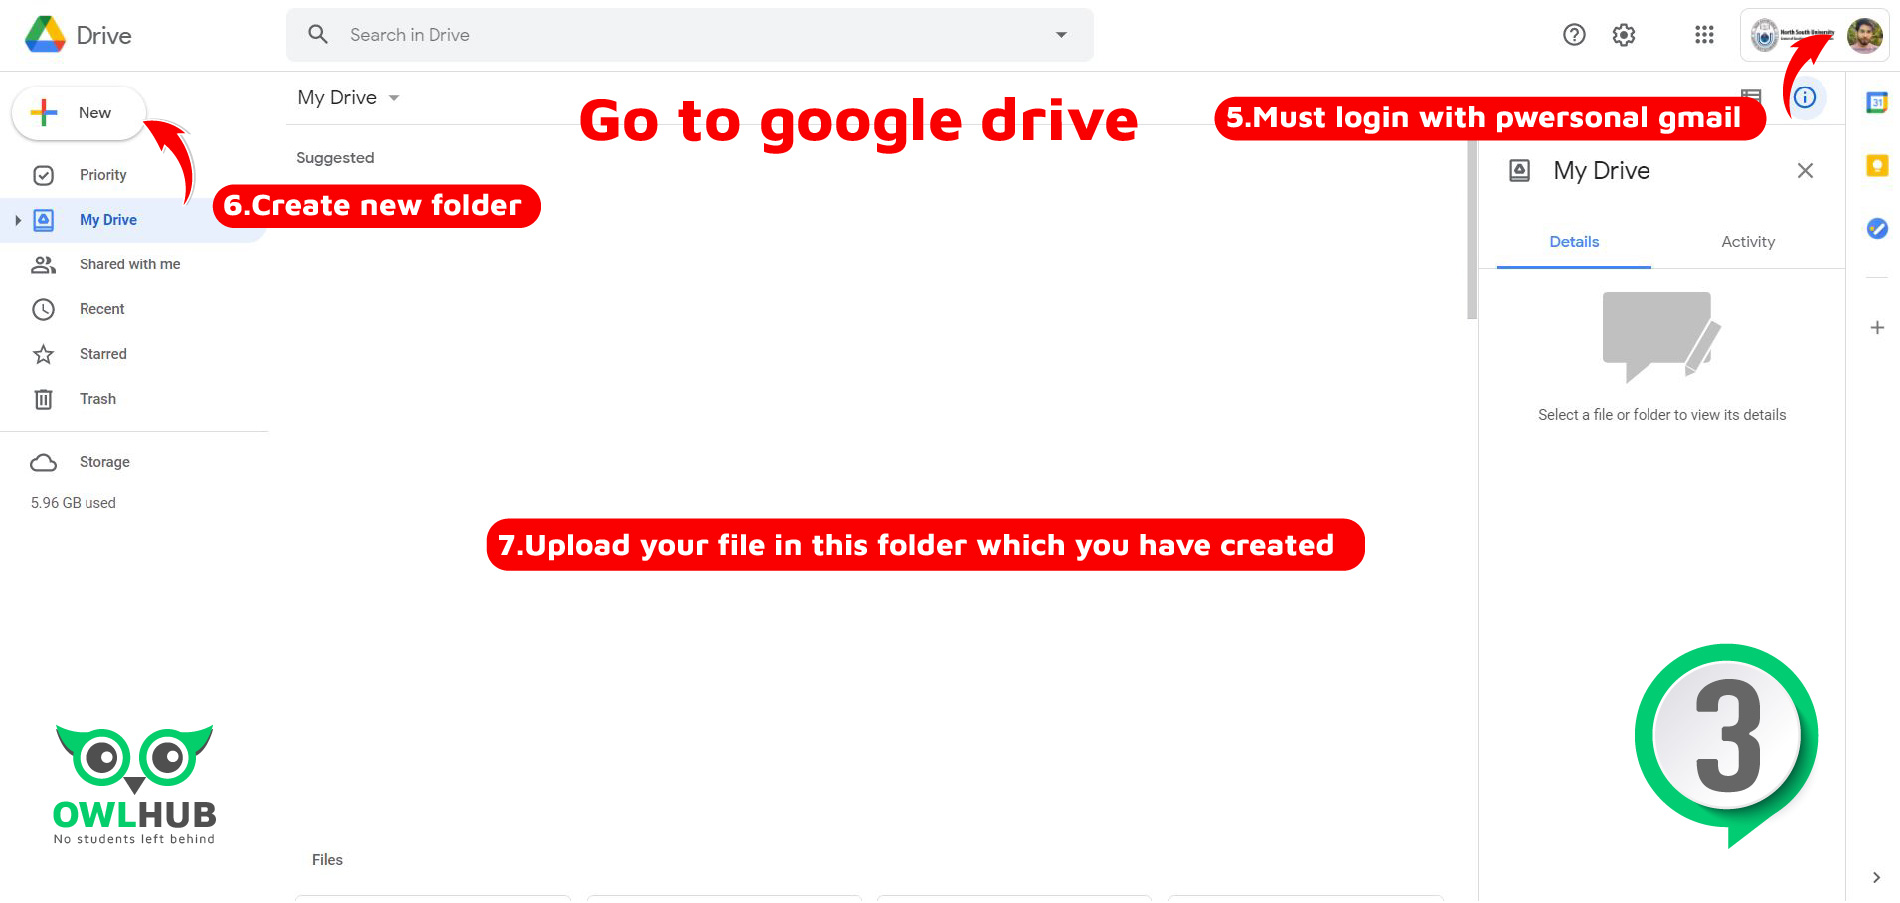 Drive
Search in Drive
North South University
New
My Drive
Go to google drive
5.Must login with pwersonal gmail
31
Suggested
Priority
6.Create new folder
My Drive
My Drive
Shared with me
Details
Activity
Recent
Starred
Trash
Select a file or folder to view its details
Storage
5.96 GB used
7.Upload your file in this folder which you have created
3
OWLHUB
No students left behind
Files